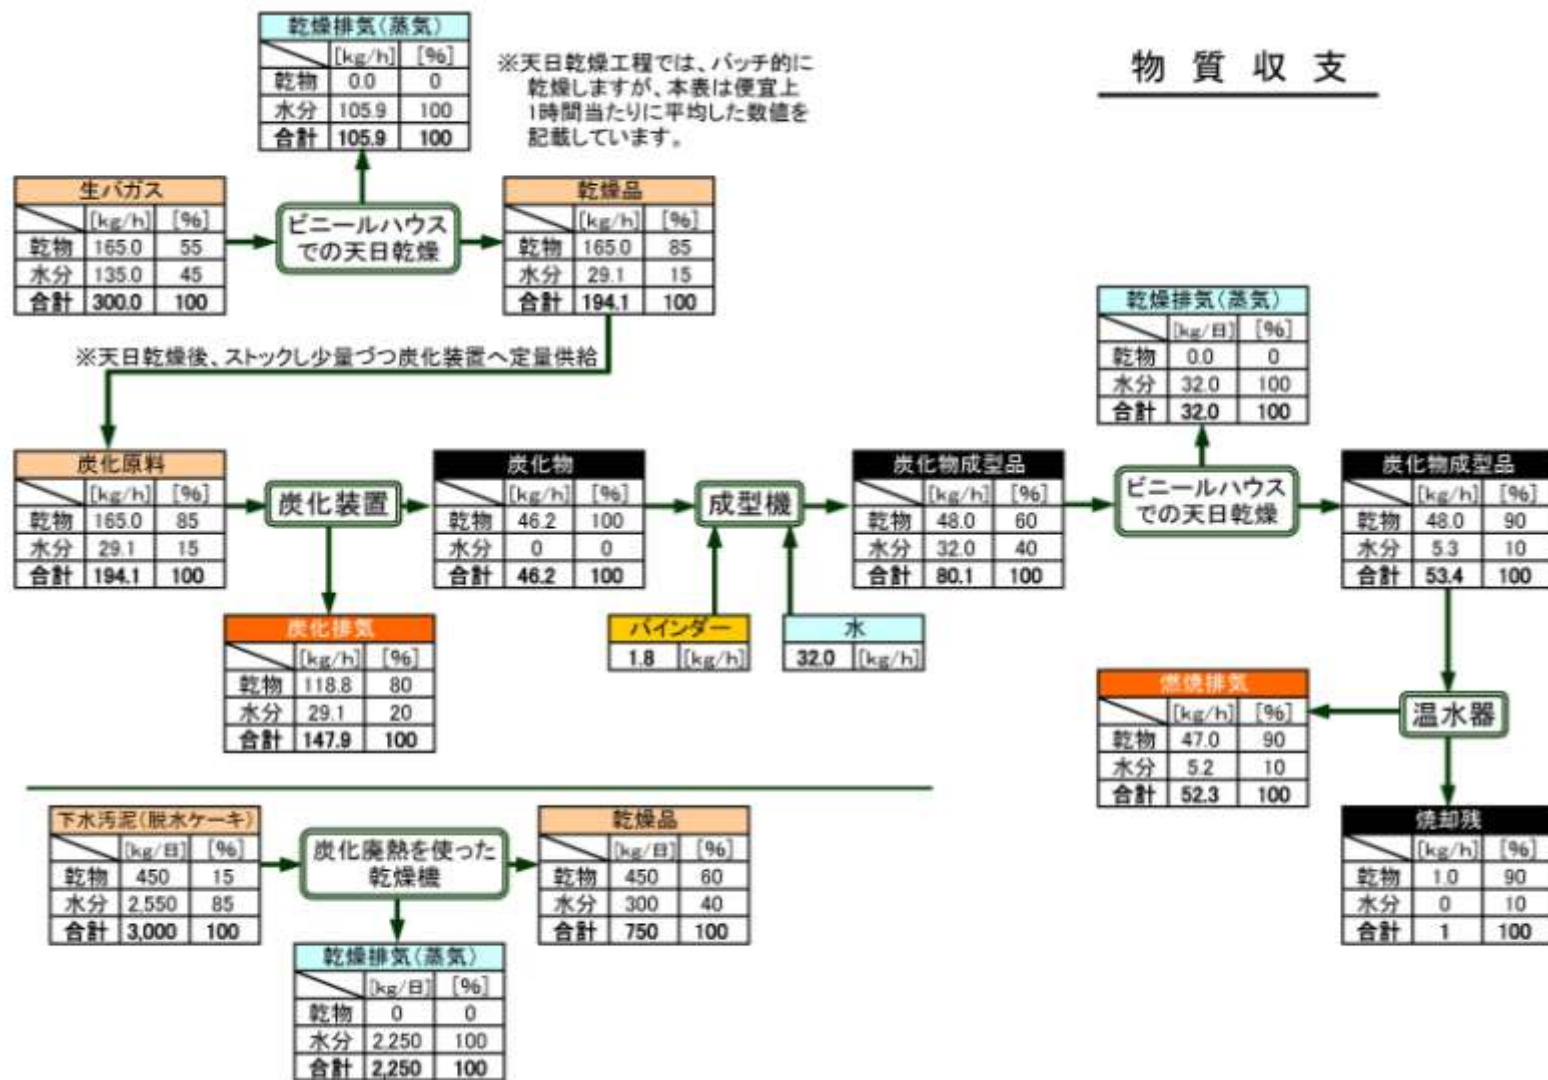 物質収支
乾燥排気(蒸気)
[kg/h] [%]
乾物 0.0 0
水分 105.9 100
合計 105.9 100
※天日乾燥工程では、バッチ的に
乾燥しますが、本表は便宜上
1時間当たりに平均した数値を
記載しています。
生バガス
[kg/h] [%]
乾物 165.0 55
水分 135.0 45
合計 300.0 100
ビニールハウス
での天日乾燥
乾燥品
[kg/h] [%]
乾物 165.0 85
水分 29.1 15
合計 194.1 100
※天日乾燥後、ストックし少量づつ炭化装置へ定量供給
炭化原料
[kg/h] [%]
乾物 165.0 85
水分 29.1 15
合計 194.1 100
炭化装置
炭化物
[kg/h] [%]
乾物 46.2 100
水分 0 0
合計 46.2 100
成型機
炭化物成型品
[kg/h] [%]
乾物 48.0 60
水分 32.0 40
合計 80.1 100
ビニールハウス
での天日乾燥
乾燥排気(蒸気)
[kg/日] [%]
乾物 0.0 0
水分 32.0 100
合計 32.0 100
炭化物成型品
[kg/h] [%]
乾物 48.0 90
水分 5.3 10
合計 53.4 100
炭化排気
[kg/h] [%]
乾物 118.8 80
水分 29.1 20
合計 147.9 100
バインダー
1.8 [kg/h]
水
32.0 [kg/h]
燃焼排気
[kg/h] [%]
乾物 47.0 90
水分 5.2 10
合計 52.3 100
温水器
焼却残
[kg/h] [%]
乾物 1.0 90
水分 0 10
合計 1 100
下水汚泥(脱水ケーキ)
[kg/日] [%]
乾物 450 15
水分 2,550 85
合計 3,000 100
炭化廃熱を使った
乾燥機
乾燥品
[kg/日] [%]
乾物 450 60
水分 300 40
合計 750 100
乾燥排気(蒸気)
[kg/日] [%]
乾物 0 0
水分 2,250 100
合計 2,250 100